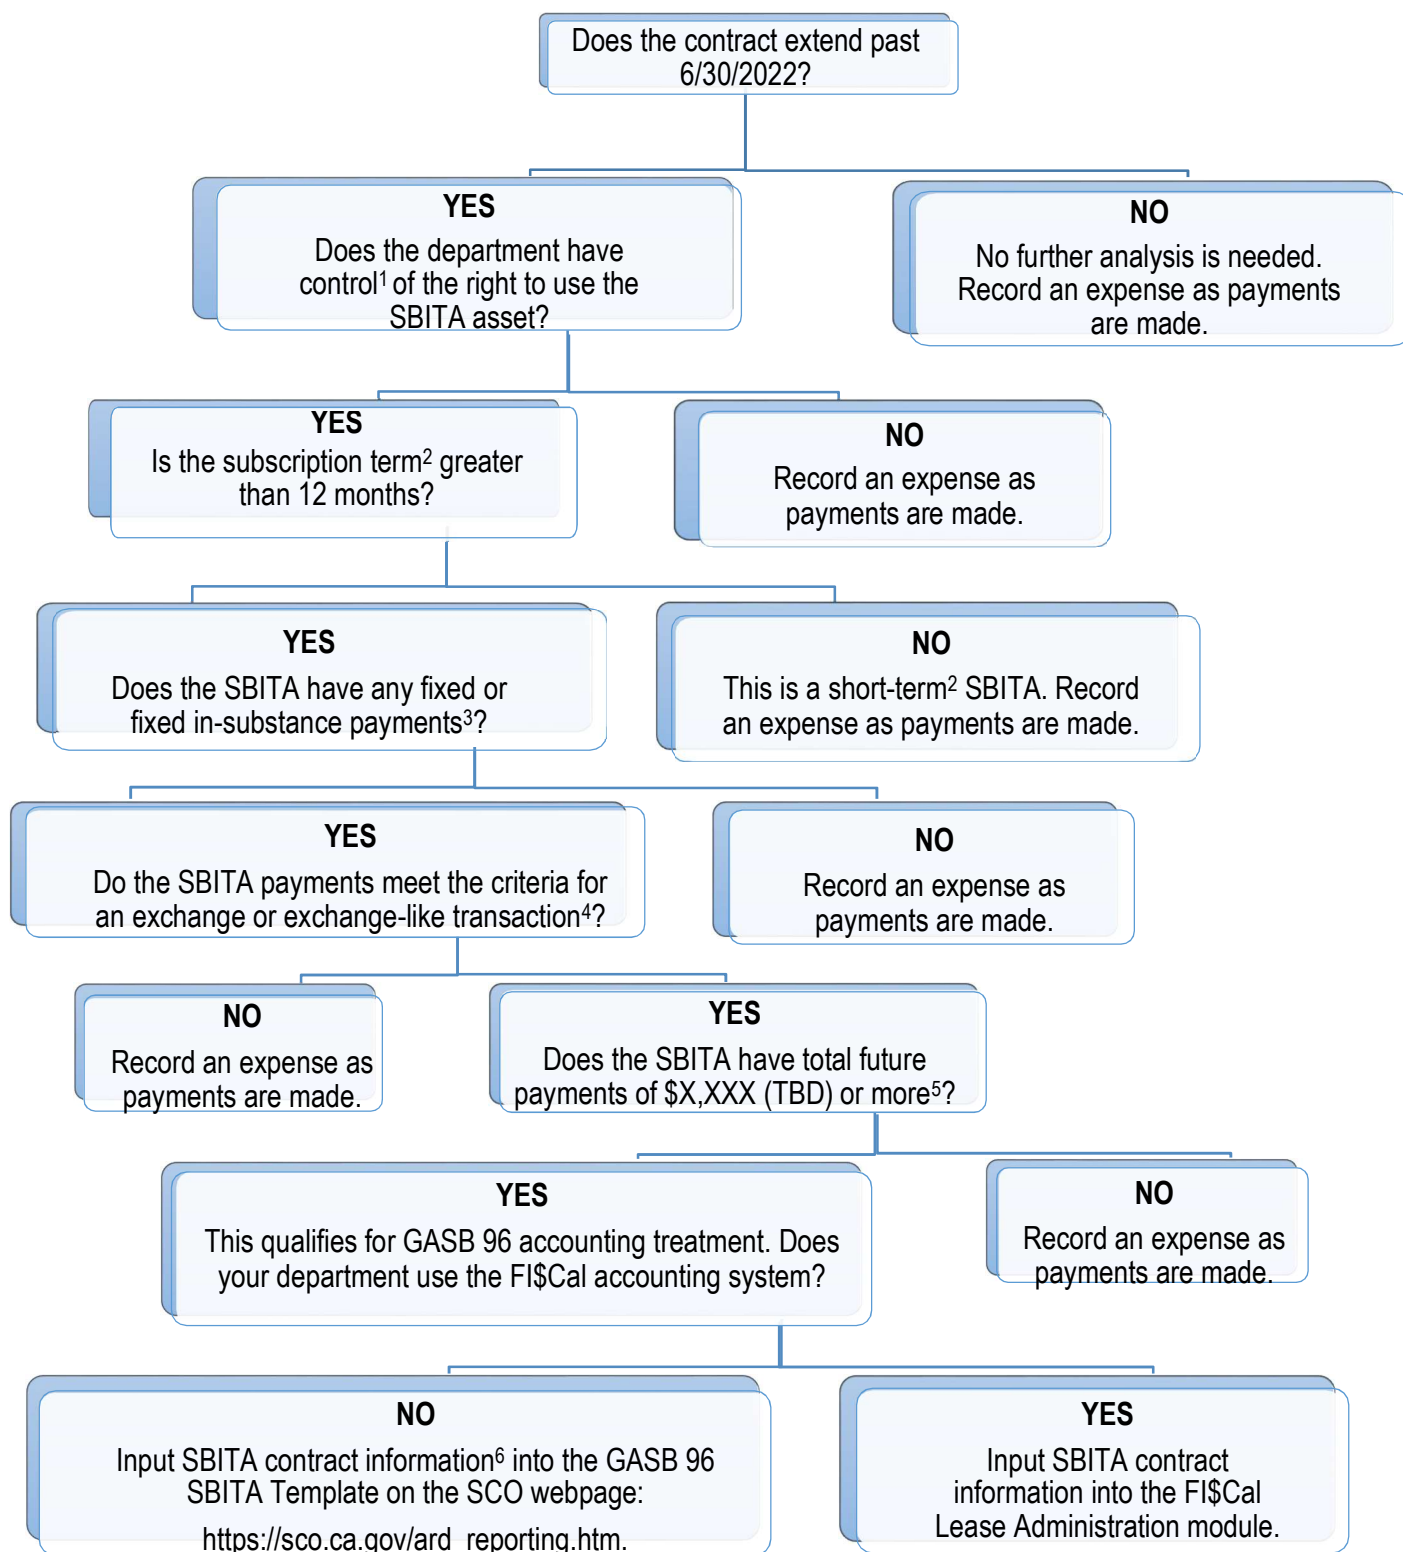 Does the contract extend past
6/30/2022?
YES
Does the department have
control¹ of the right to use the
SBITA asset?
NO
No further analysis is needed.
Record an expense as payments
are made.
YES
Is the subscription term² greater
than 12 months?
NO
Record an expense as
payments are made.
YES
Does the SBITA have any fixed or
fixed in-substance payments³?
NO
This is a short-term² SBITA. Record
an expense as payments are made.
YES
Do the SBITA payments meet the criteria for
an exchange or exchange-like transaction⁴?
NO
Record an expense as
payments are made.
NO
Record an expense as
payments are made.
YES
Does the SBITA have total future
payments of $X,XXX (TBD) or more⁵?
YES
This qualifies for GASB 96 accounting treatment. Does
your department use the FI$Cal accounting system?
NO
Record an expense as
payments are made.
NO
Input SBITA contract information⁶ into the GASB 96
SBITA Template on the SCO webpage:
https://sco.ca.gov/ard_reporting.htm.
YES
Input SBITA contract
information into the FI$Cal
Lease Administration module.